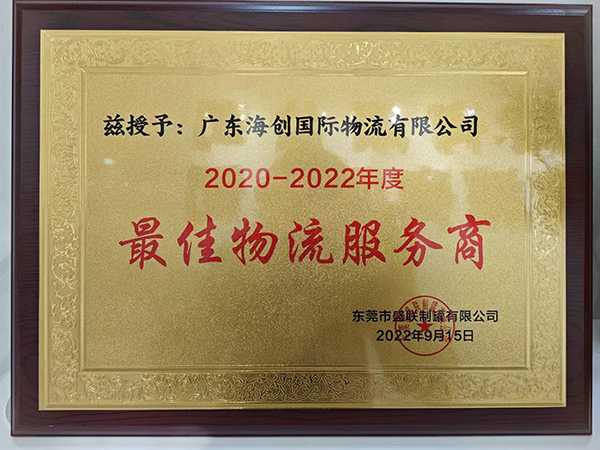 兹授予：广东海创国际物流有限公司
2020-2022年度
最佳物流服务商
东莞市盛联制罐有限公司
2022年9月15日